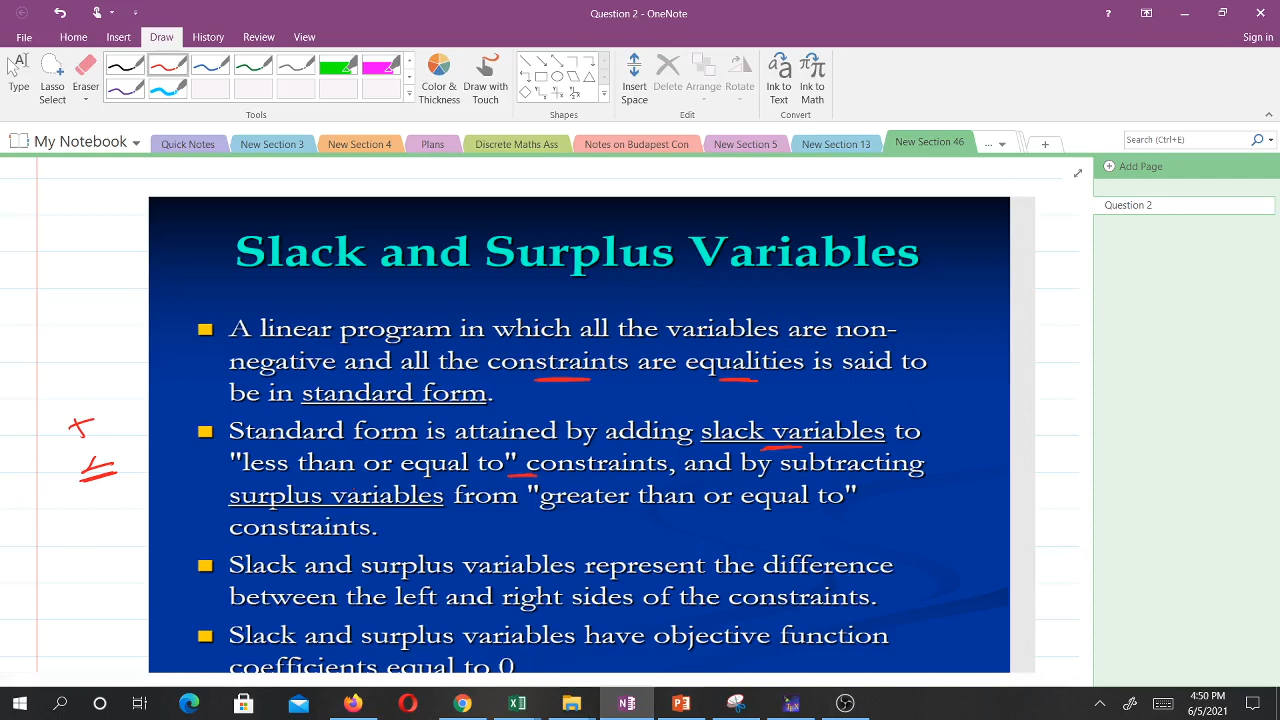 Question 2 - OneNote
Sign in
File Home Insert Draw History Review View
Type
Lasso Select
Eraser
Color & Thickness
Draw with Touch
Insert Space
Delete
Arrange
Rotate
Ink to Text
Ink to Math
Tools
Shapes
Edit
Convert
My Notebook
Quick Notes
New Section 3
New Section 4
Plans
Discrete Maths Ass
Notes on Budapest Con
New Section 5
New Section 13
New Section 46
...
Search (Ctrl+E)
Add Page
Question 2
Slack and Surplus Variables
A linear program in which all the variables are non-
negative and all the constraints are equalities is said to
be in standard form.
Standard form is attained by adding slack variables to
"less than or equal to" constraints, and by subtracting
surplus variables from "greater than or equal to"
constraints.
Slack and surplus variables represent the difference
between the left and right sides of the constraints.
Slack and surplus variables have objective function
coefficients equal to 0
4:50 PM
6/5/2021